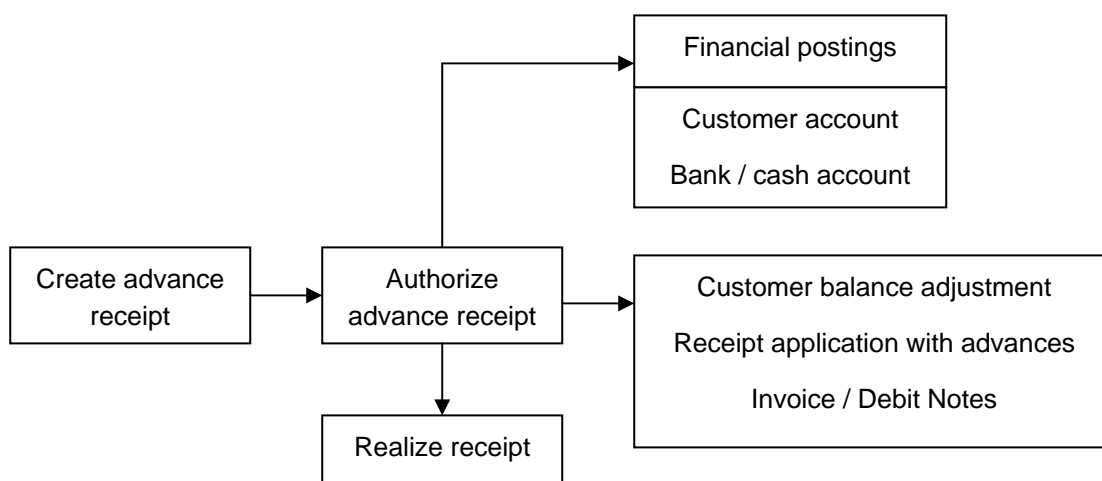 Financial postings
Customer account
Bank / cash account
Create advance
receipt
Authorize
advance receipt
Customer balance adjustment
Receipt application with advances
Invoice / Debit Notes
Realize receipt